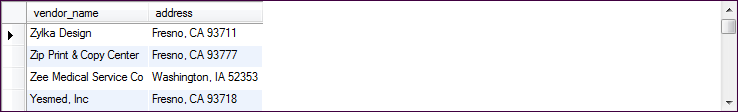 vendor_name address
Zylka Design Fresno, CA 93711
Zip Print & Copy Center Fresno, CA 93777
Zee Medical Service Co Washington, IA 52353
Yesmed, Inc Fresno, CA 93718